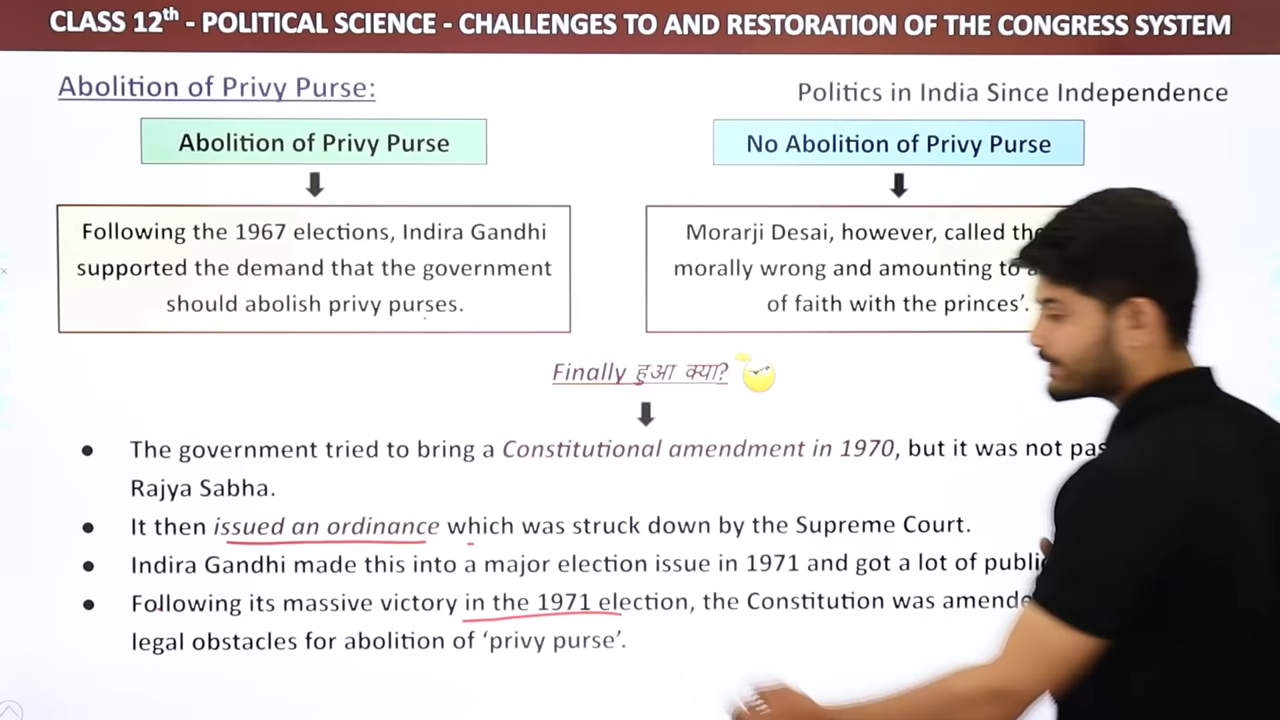 CLASS 12th - POLITICAL SCIENCE - CHALLENGES TO AND RESTORATION OF THE CONGRESS SYSTEM
Abolition of Privy Purse:
Politics in India Since Independence
Abolition of Privy Purse
Following the 1967 elections, Indira Gandhi
supported the demand that the government
should abolish privy purses.
No Abolition of Privy Purse
Morarji Desai, however, called
morally wrong and amounting to
of faith with the princes’.
Finally हुआ क्या?
• The government tried to bring a Constitutional amendment in 1970, but it was not
Rajya Sabha.
• It then issued an ordinance which was struck down by the Supreme Court.
• Indira Gandhi made this into a major election issue in 1971 and got a lot of
• Following its massive victory in the 1971 election, the Constitution was
legal obstacles for abolition of ‘privy purse’.